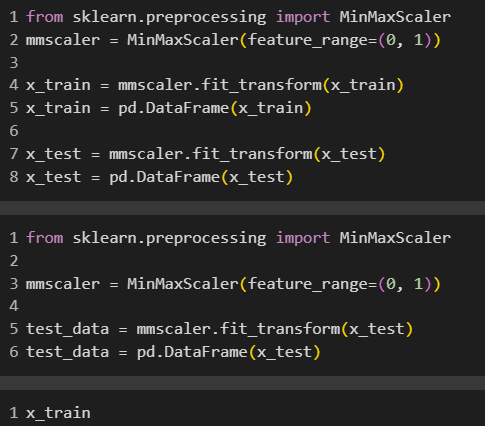 1 from sklearn.preprocessing import MinMaxScaler
2 mmscaler = MinMaxScaler(feature_range=(0, 1))
3
4 x_train = mmscaler.fit_transform(x_train)
5 x_train = pd.DataFrame(x_train)
6
7 x_test = mmscaler.fit_transform(x_test)
8 x_test = pd.DataFrame(x_test)
1 from sklearn.preprocessing import MinMaxScaler
2
3 mmscaler = MinMaxScaler(feature_range=(0, 1))
4
5 test_data = mmscaler.fit_transform(x_test)
6 test_data = pd.DataFrame(x_test)
1 x_train